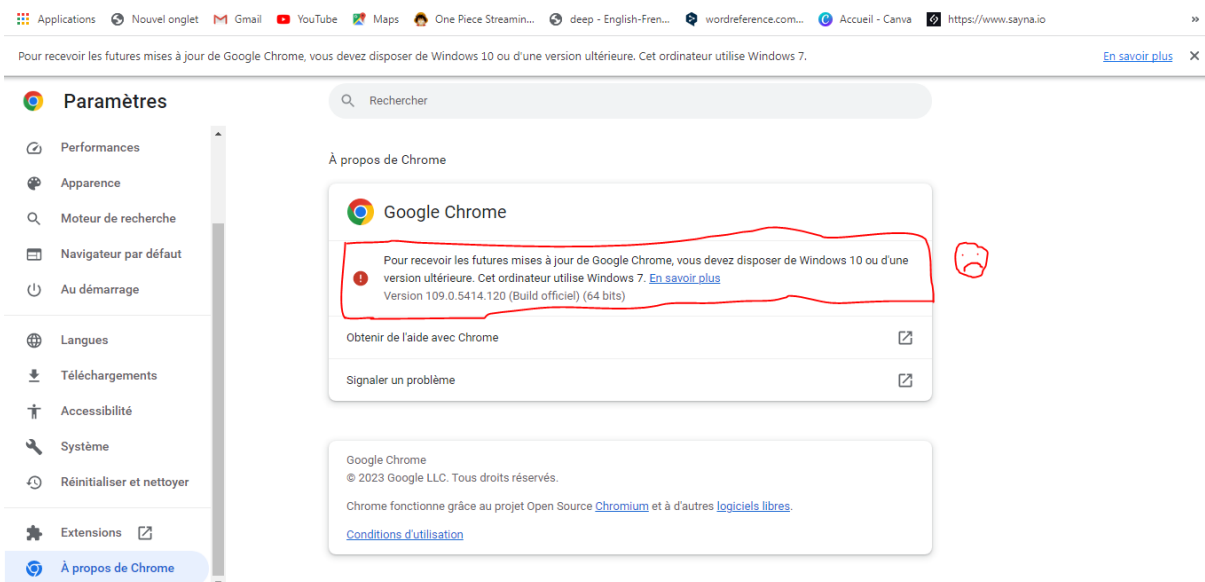 Applications Nouvel onglet Gmail YouTube Maps One Piece Streamin... deep - English-Fren... wordreference.com... Accueil - Canva https://www.sayna.io »
Pour recevoir les futures mises à jour de Google Chrome, vous devez disposer de Windows 10 ou d'une version ultérieure. Cet ordinateur utilise Windows 7. En savoir plus
Paramètres
Rechercher
Performances
Apparence
Moteur de recherche
Navigateur par défaut
Au démarrage
Langues
Téléchargements
Accessibilité
Système
Réinitialiser et nettoyer
Extensions
À propos de Chrome
À propos de Chrome
Google Chrome
Pour recevoir les futures mises à jour de Google Chrome, vous devez disposer de Windows 10 ou d'une
version ultérieure. Cet ordinateur utilise Windows 7. En savoir plus
Version 109.0.5414.120 (Build officiel) (64 bits)
Obtenir de l'aide avec Chrome
Signaler un problème
Google Chrome
© 2023 Google LLC. Tous droits réservés.
Chrome fonctionne grâce au projet Open Source Chromium et à d'autres logiciels libres.
Conditions d'utilisation